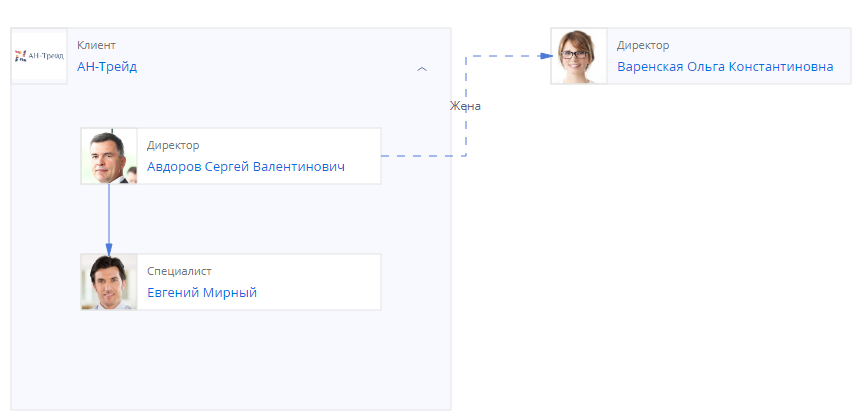 Клиент
АН-Трейд
АН-Трейд
Директор
Варенская Ольга Константиновна
Жена
Директор
Авдоров Сергей Валентинович
Специалист
Евгений Мирный